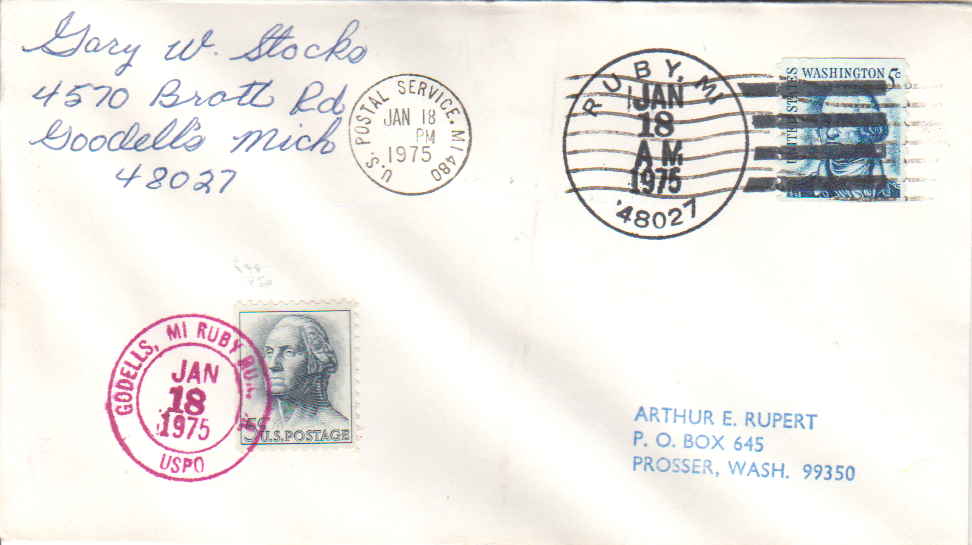 Gary W. Stocks
4570 Brott Rd
Goodells Mich
48027
U.S. POSTAL SERVICE, MI 480
JAN 18
PM
1975
RUBY, MI
JAN
18
AM
1975
48027
UNITED STATES
WASHINGTON 5c
GODELLS, MI RUBY
JAN
18
1975
USPO
5c
U.S. POSTAGE
ARTHUR E. RUPERT
P. O. BOX 645
PROSSER, WASH. 99350